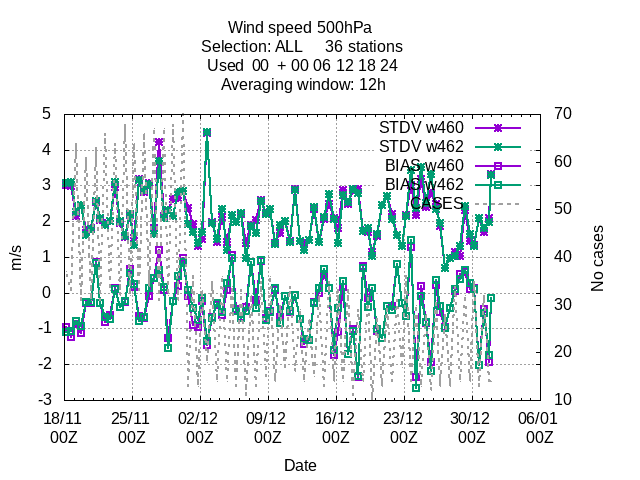 Wind speed 500hPa
Selection: ALL 36 stations
Used 00 + 00 06 12 18 24
Averaging window: 12h
5
4
3
2
1
0
-1
-2
-3
m/s
70
60
50
40
30
20
10
No cases
STDV w460
STDV w462
BIAS w460
BIAS w462
CASES
18/11 25/11 02/12 09/12 16/12 23/12 30/12 06/01
00Z 00Z 00Z 00Z 00Z 00Z 00Z 00Z
Date